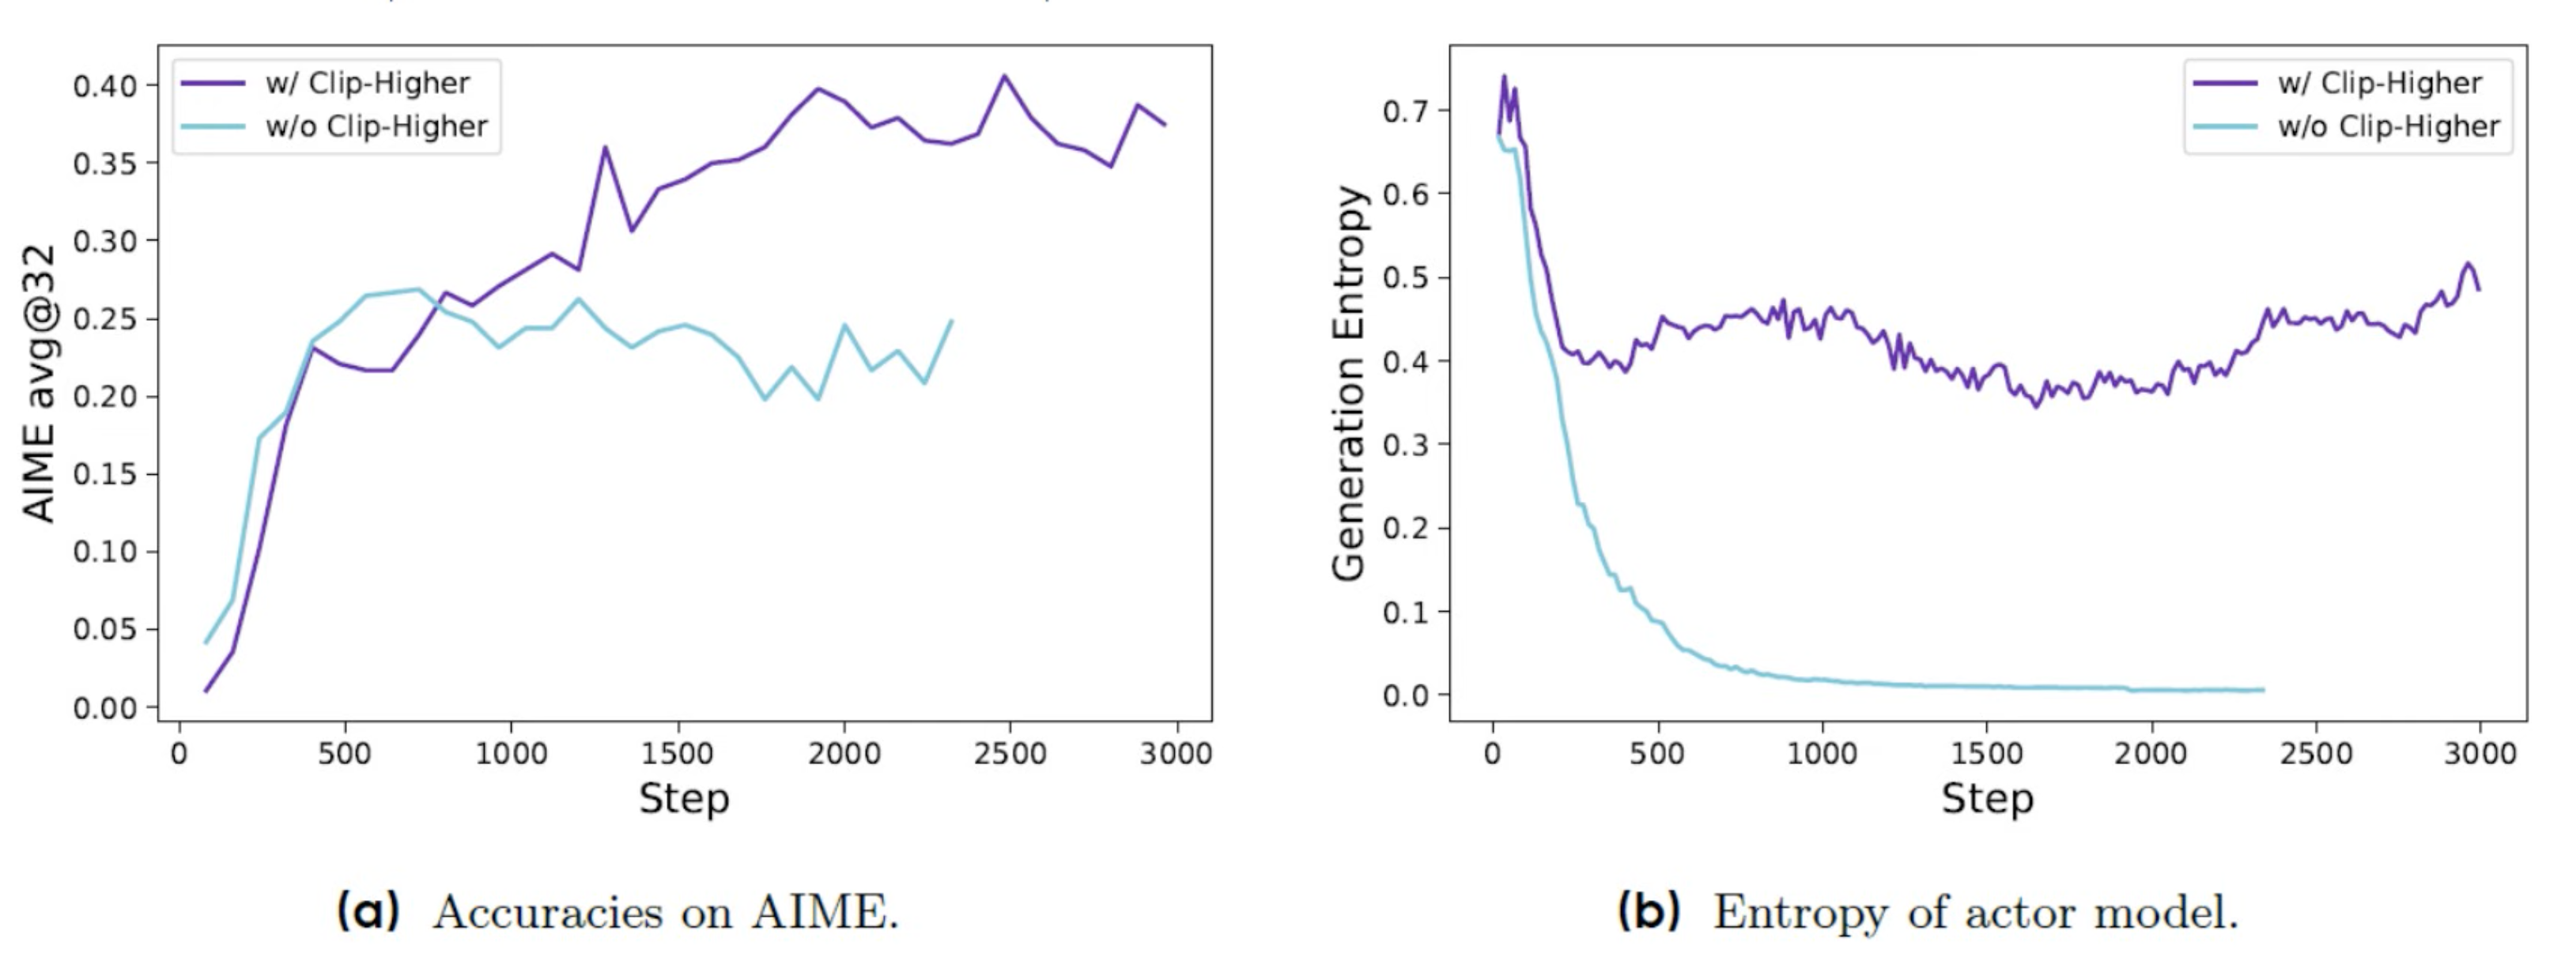 w/ Clip-Higher
w/o Clip-Higher
AIME avg@32
0.40
0.35
0.30
0.25
0.20
0.15
0.10
0.05
0.00
0 500 1000 1500 2000 2500 3000
Step
(a) Accuracies on AIME.
w/ Clip-Higher
w/o Clip-Higher
Generation Entropy
0.7
0.6
0.5
0.4
0.3
0.2
0.1
0.0
0 500 1000 1500 2000 2500 3000
Step
(b) Entropy of actor model.